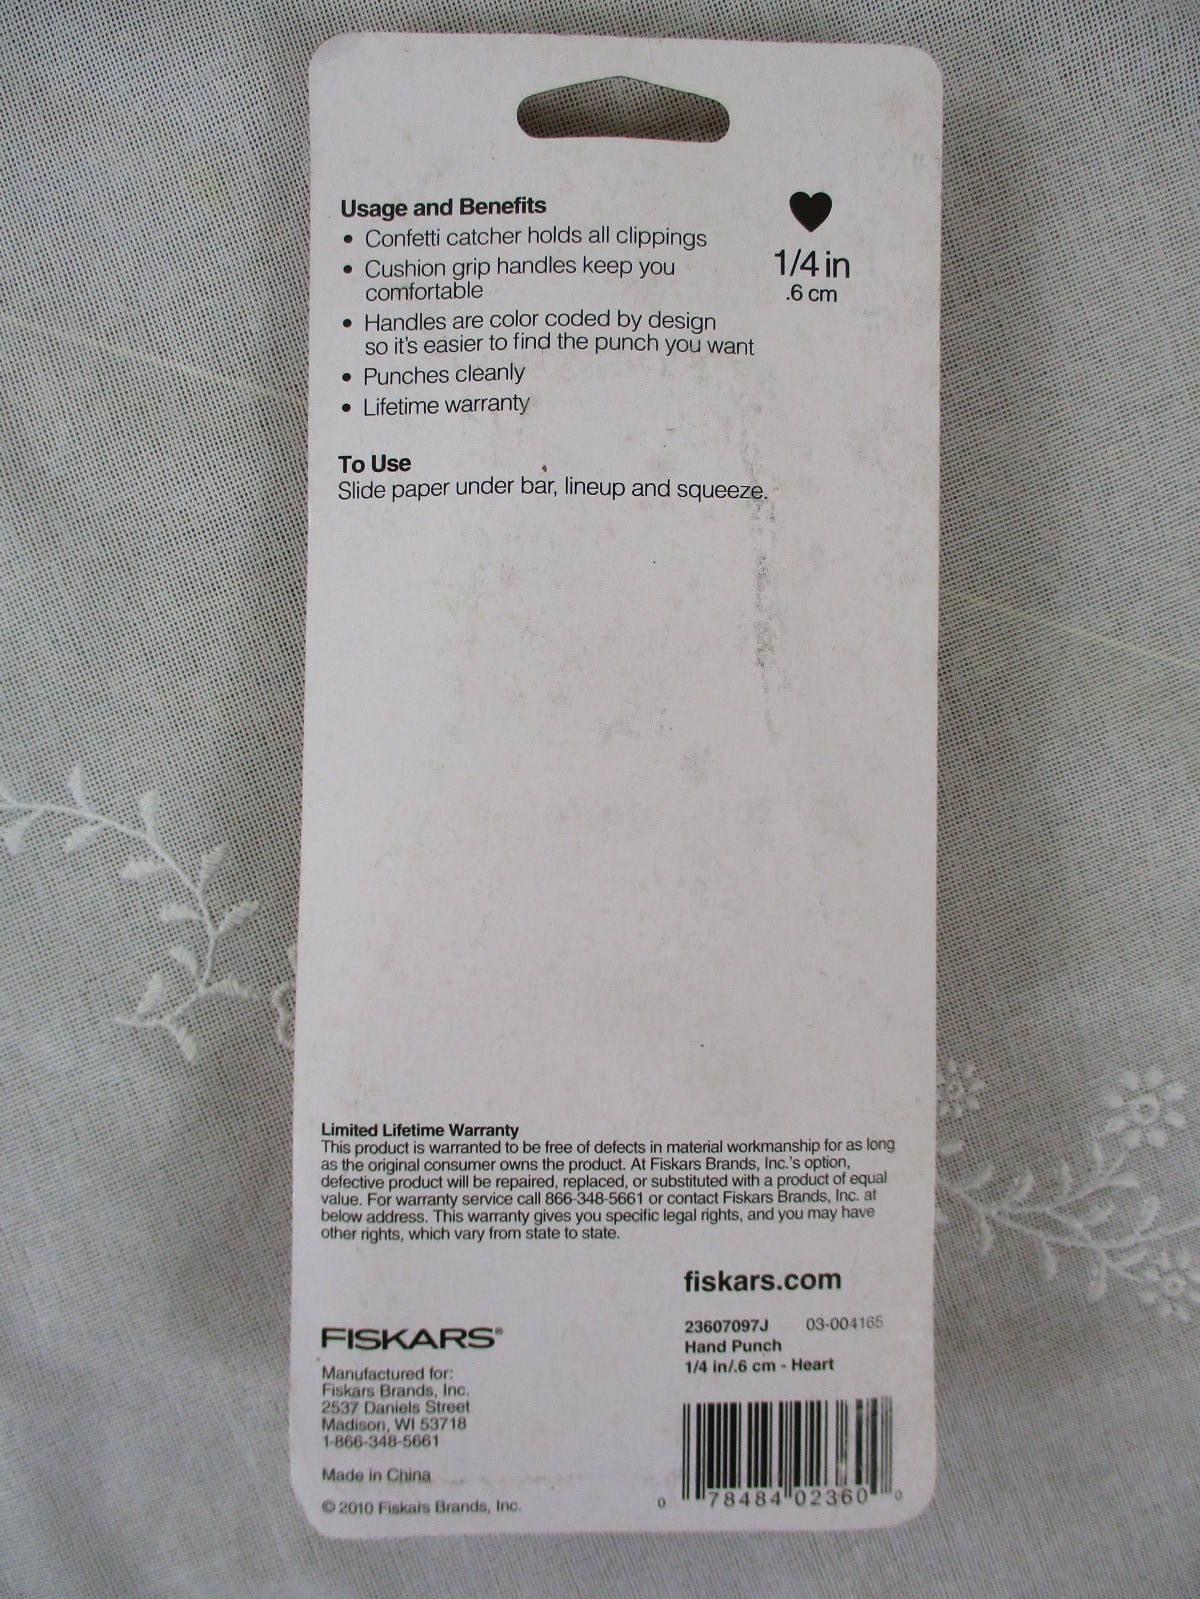 Usage and Benefits
• Confetti catcher holds all clippings
• Cushion grip handles keep you
comfortable
• Handles are color coded by design
so it's easier to find the punch you want
• Punches cleanly
• Lifetime warranty
1/4 in
.6 cm
To Use
Slide paper under bar, lineup and squeeze.
Limited Lifetime Warranty
This product is warranted to be free of defects in material workmanship for as long
as the original consumer owns the product. At Fiskars Brands, Inc.'s option,
defective product will be repaired, replaced, or substituted with a product of equal
value. For warranty service call 866-348-5661 or contact Fiskars Brands, Inc. at
below address. This warranty gives you specific legal rights, and you may have
other rights, which vary from state to state.
FISKARS®
Manufactured for:
Fiskars Brands, Inc.
2537 Daniels Street
Madison, WI 53718
1-866-348-5661
Made in China
© 2010 Fiskars Brands, Inc.
fiskars.com
23607097J 03-004165
Hand Punch
1/4 in/.6 cm - Heart
0 78484 02360 0